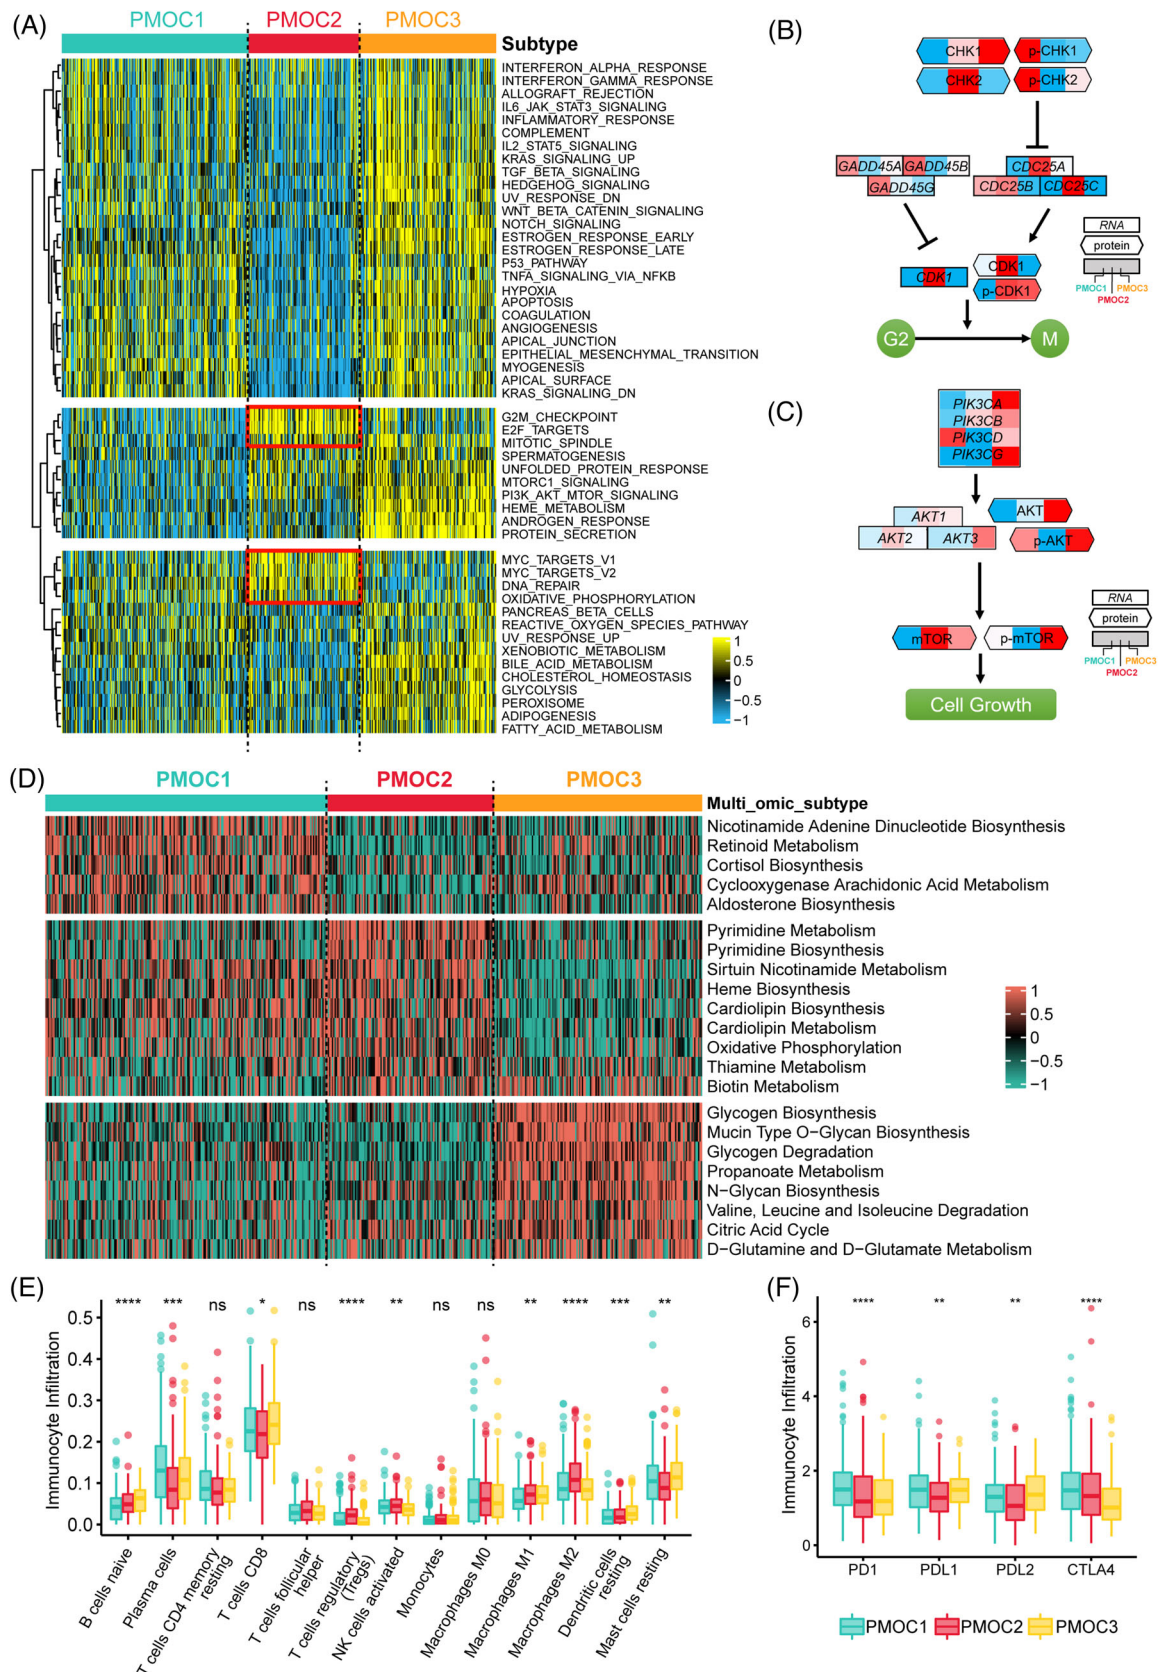 (A)
PMOC1 PMOC2 PMOC3
Subtype
INTERFERON_ALPHA_RESPONSE
INTERFERON_GAMMA_RESPONSE
ALLOGRAFT_REJECTION
IL6_JAK_STAT3_SIGNALING
INFLAMMATORY_RESPONSE
COMPLEMENT
IL2_STAT5_SIGNALING
KRAS_SIGNALING_UP
TGF_BETA_SIGNALING
HEDGEHOG_SIGNALING
UV_RESPONSE_DN
WNT_BETA_CATENIN_SIGNALING
NOTCH_SIGNALING
ESTROGEN_RESPONSE_EARLY
ESTROGEN_RESPONSE_LATE
P53_PATHWAY
TNFA_SIGNALING_VIA_NFKB
HYPOXIA
APOPTOSIS
COAGULATION
ANGIOGENESIS
APICAL_JUNCTION
EPITHELIAL_MESENCHYMAL_TRANSITION
MYOGENESIS
APICAL_SURFACE
KRAS_SIGNALING_DN
G2M_CHECKPOINT
E2F_TARGETS
MITOTIC_SPINDLE
SPERMATOGENESIS
UNFOLDED_PROTEIN_RESPONSE
MTORC1_SIGNALING
PI3K_AKT_MTOR_SIGNALING
HEME_METABOLISM
ANDROGEN_RESPONSE
PROTEIN_SECRETION
MYC_TARGETS_V1
MYC_TARGETS_V2
DNA_REPAIR
OXIDATIVE_PHOSPHORYLATION
PANCREAS_BETA_CELLS
REACTIVE_OXYGEN_SPECIES_PATHWAY
UV_RESPONSE_UP
XENOBIOTIC_METABOLISM
BILE_ACID_METABOLISM
CHOLESTEROL_HOMEOSTASIS
GLYCOLYSIS
PEROXISOME
ADIPOGENESIS
FATTY_ACID_METABOLISM
1
0.5
0
−0.5
−1
(B)
CHK1 p-CHK1
CHK2 p-CHK2
GADD45A GADD45B
GADD45G
CDC25A
CDC25B CDC25C
CDK1
CDK1
p-CDK1
G2 M
RNA
protein
PMOC1 PMOC3
PMOC2
(C)
PIK3CA
PIK3CB
PIK3CD
PIK3CG
AKT1
AKT2 AKT3
AKT
p-AKT
mTOR p-mTOR
Cell Growth
RNA
protein
PMOC1 PMOC3
PMOC2
(D)
PMOC1 PMOC2 PMOC3
Multi_omic_subtype
Nicotinamide Adenine Dinucleotide Biosynthesis
Retinoid Metabolism
Cortisol Biosynthesis
Cyclooxygenase Arachidonic Acid Metabolism
Aldosterone Biosynthesis
Pyrimidine Metabolism
Pyrimidine Biosynthesis
Sirtuin Nicotinamide Metabolism
Heme Biosynthesis
Cardiolipin Biosynthesis
Cardiolipin Metabolism
Oxidative Phosphorylation
Thiamine Metabolism
Biotin Metabolism
Glycogen Biosynthesis
Mucin Type O−Glycan Biosynthesis
Glycogen Degradation
Propanoate Metabolism
N−Glycan Biosynthesis
Valine, Leucine and Isoleucine Degradation
Citric Acid Cycle
D−Glutamine and D−Glutamate Metabolism
1
0.5
0
−0.5
−1
(E)
Immunocyte Infiltration
0.5
0.4
0.3
0.2
0.1
0.0
**** *** ns * ns **** ** ns ns ** **** *** **
B cells naive
Plasma cells
T cells CD4 memory
resting
T cells CD8
T cells follicular
helper
T cells regulatory
(Tregs)
NK cells activated
Monocytes
Macrophages M0
Macrophages M1
Macrophages M2
Dendritic cells
resting
Mast cells resting
(F)
Immunocyte Infiltration
6
4
2
0
**** ** ** ****
PD1 PDL1 PDL2 CTLA4
PMOC1 PMOC2 PMOC3